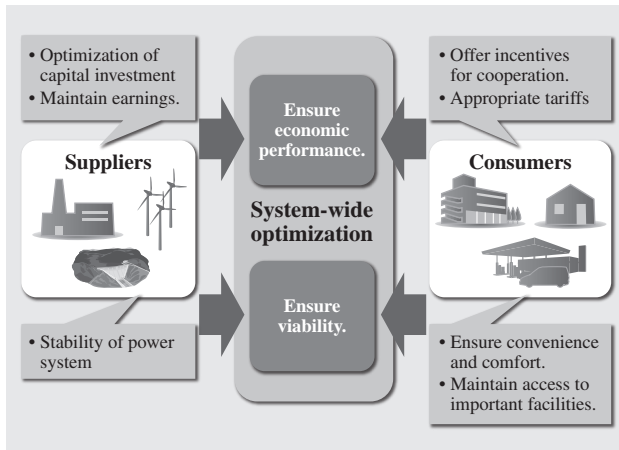 • Optimization of
capital investment
• Maintain earnings.
Suppliers
• Stability of power
system
Ensure
economic
performance.
System-wide
optimization
Ensure
viability.
• Offer incentives
for cooperation.
• Appropriate tariffs
Consumers
• Ensure convenience
and comfort.
• Maintain access to
important facilities.